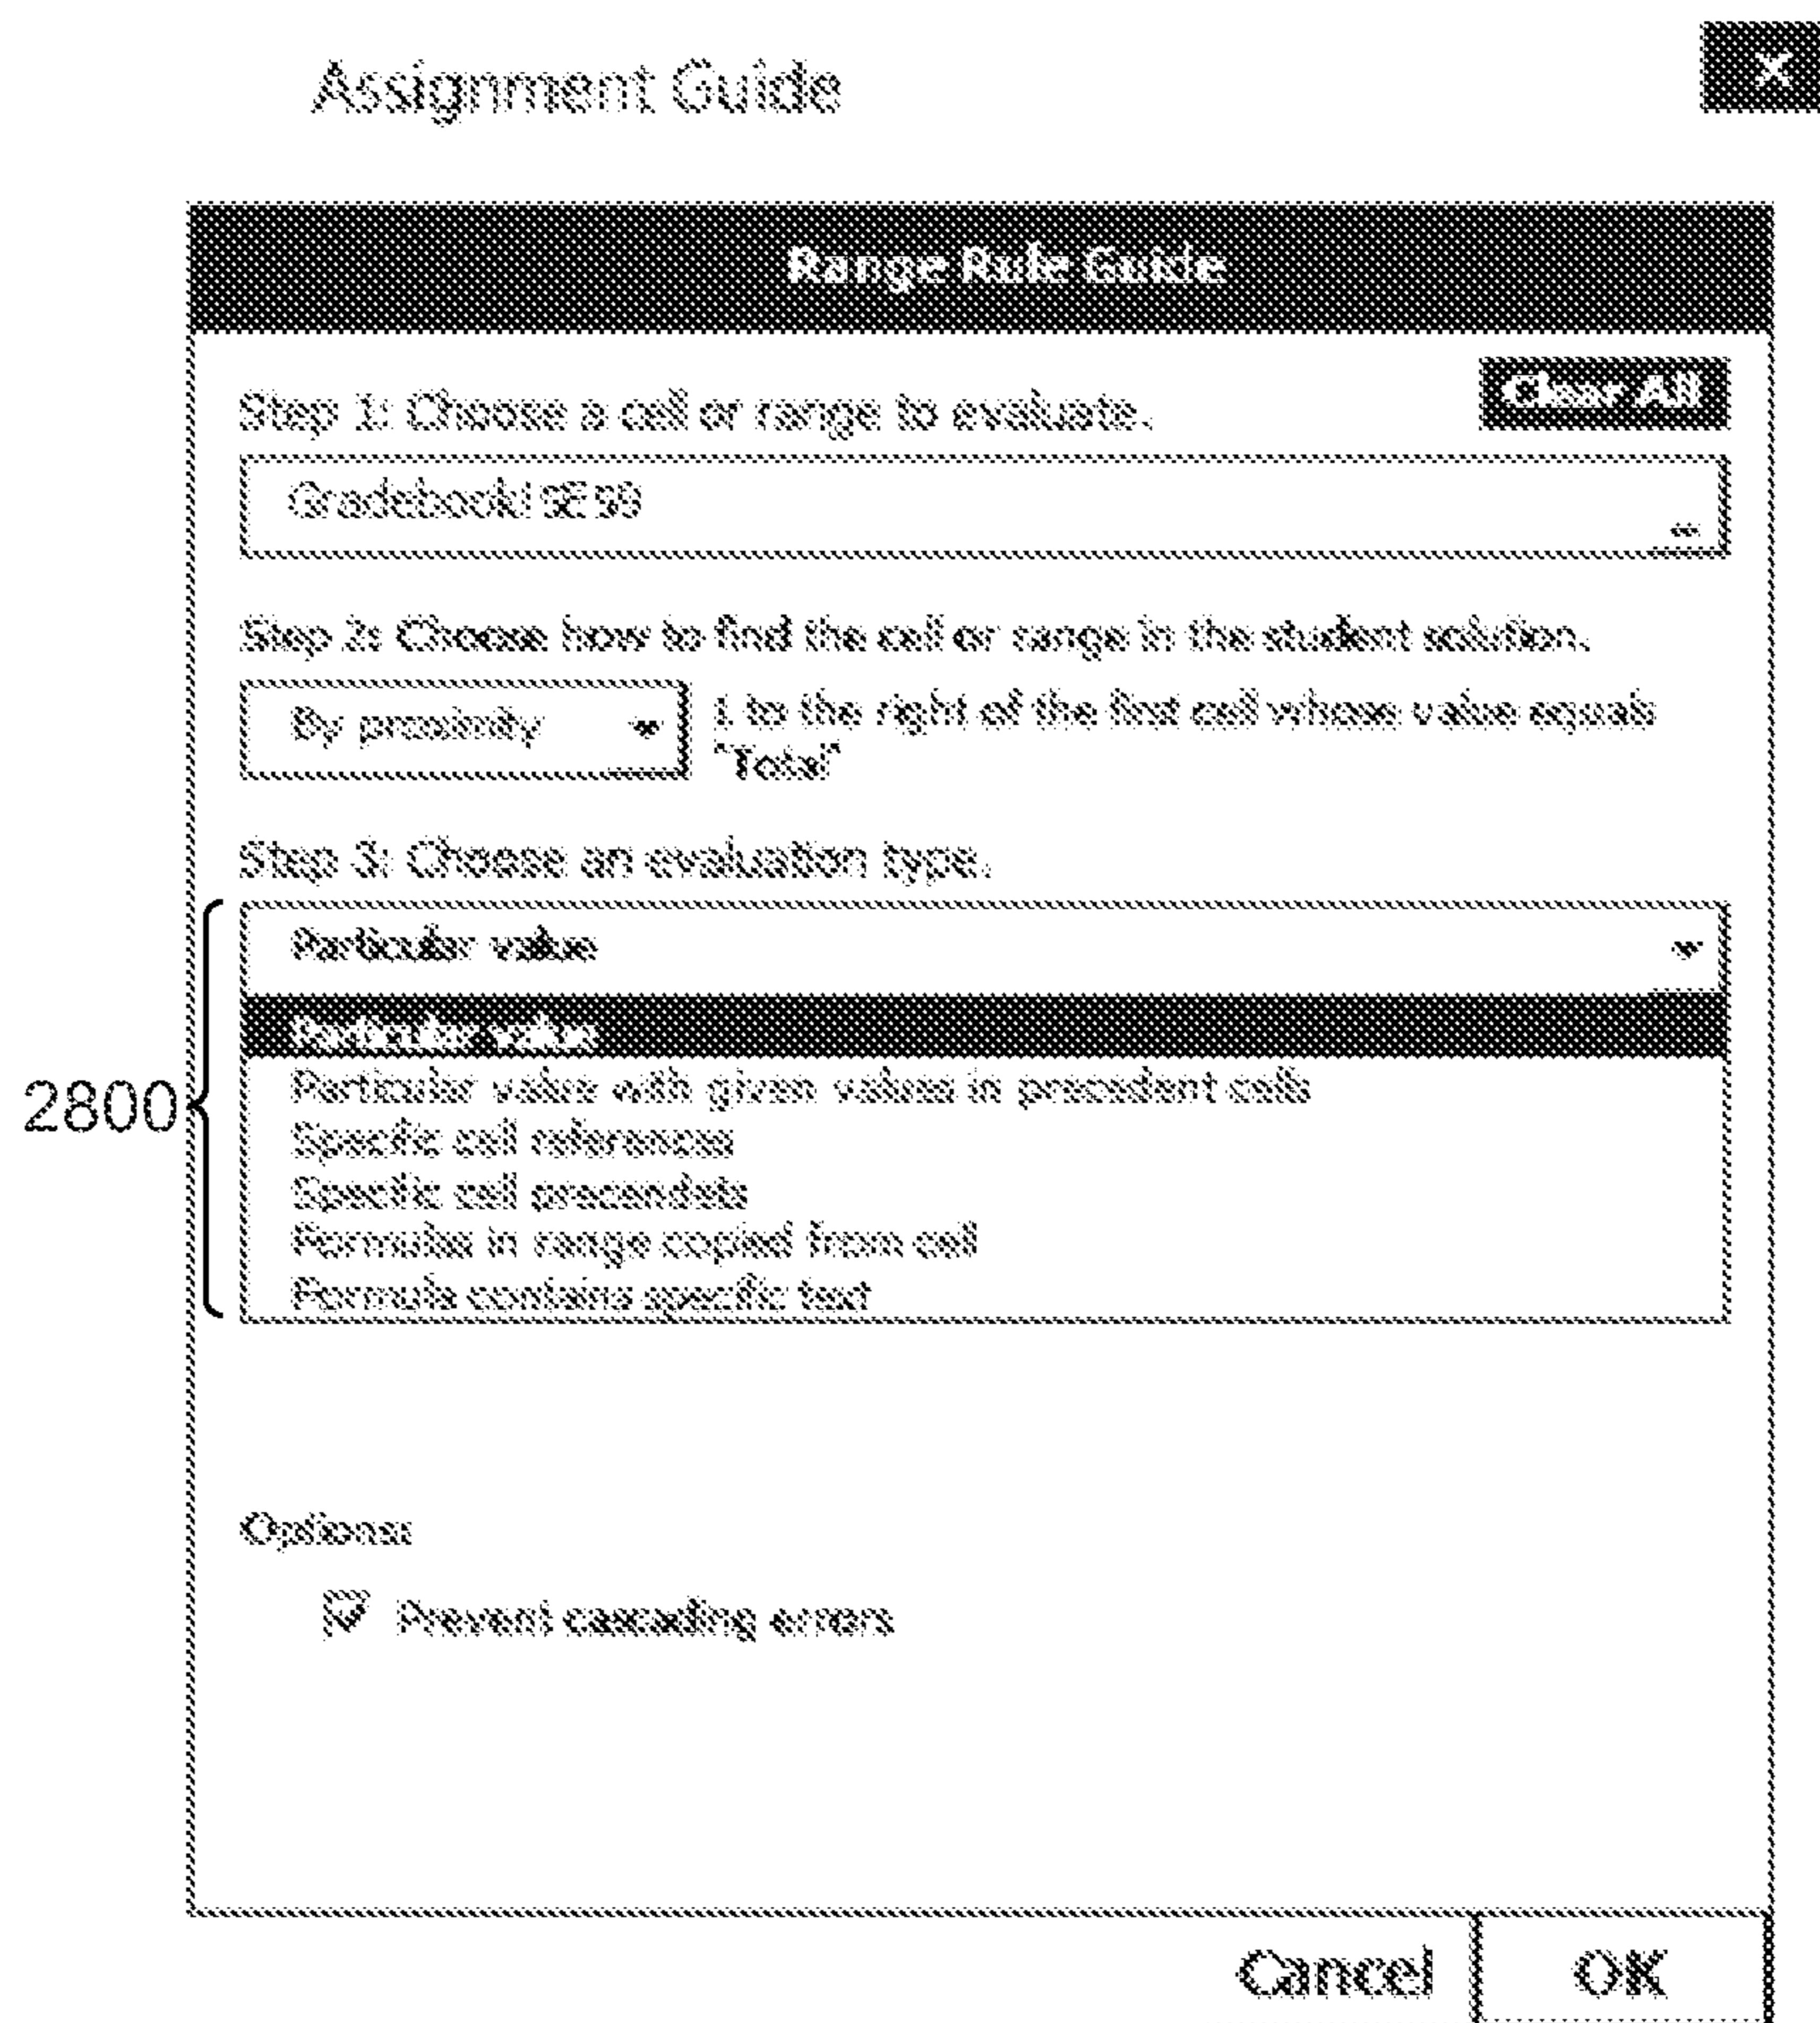 Assignment Guide
X
Range Rule Guide
Step 1: Choose a cell or range to evaluate.
Clear All
Gradebook!
Step 2: Choose how to find the cell or range in the student solution.
By proximity
1 to the right of the first cell whose value equals
"Total"
Step 3: Choose an evaluation type.
Particular value
Particular value
Particular value with given values in precedent cells
Specific cell references
Specific cell
2800
Formulas in range copied from cell
Formula contains specific text
Options:
Prevent cascading errors
Cancel
OK